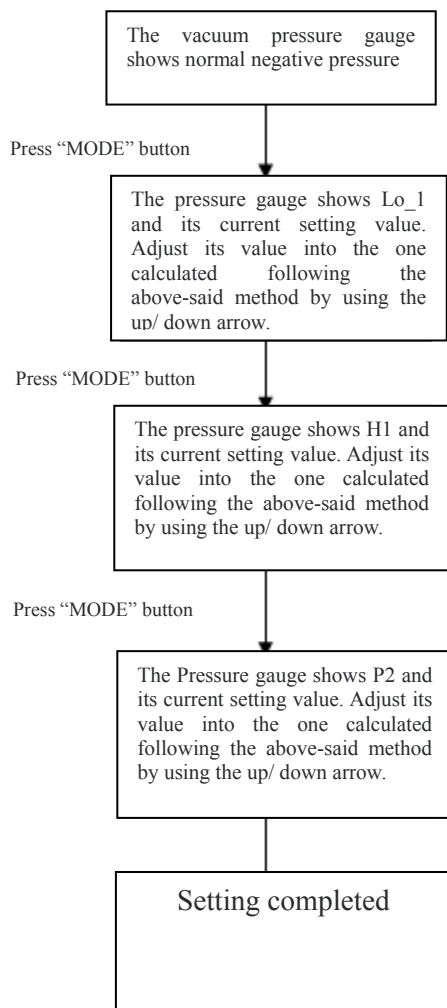 The vacuum pressure gauge
shows normal negative pressure
Press “MODE” button
The pressure gauge shows Lo_1
and its current setting value.
Adjust its value into the one
calculated following the
above-said method by using the
up/ down arrow.
Press “MODE” button
The pressure gauge shows H1 and
its current setting value. Adjust its
value into the one calculated
following the above-said method
by using the up/ down arrow.
Press “MODE” button
The Pressure gauge shows P2 and
its current setting value. Adjust its
value into the one calculated
following the above-said method
by using the up/ down arrow.
Setting completed